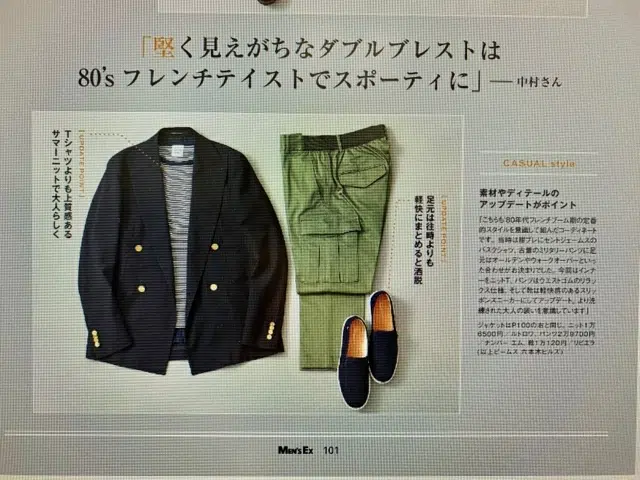 「堅く見えがちなダブルブレストは
80'sフレンチテイストでスポーティに」── 中村さん
[UPDATE POINT]
Tシャツよりも上質感ある
サマーニットで大人らしく
[UPDATE POINT]
足元は往時よりも
軽快にまとめると洒脱
CASUAL style
素材やディテールの
アップデートがポイント
「こちらも'80年代フレンチブーム期の定番
的スタイルを意識して組んだコーディネート
です。当時は紺ブレにセントジェームスの
バスクシャツ、古着のミリタリーパンツに足
元はオールデンやウォークオーバーといっ
た合わせがお決まりでした。今回はインナ
ーをニットT、パンツはウエストゴムのリラッ
クス仕様、そして靴は軽快感のあるスリッ
ポンスニーカーにしてアップデート。より洗
練された大人の装いを意識しています」
ジャケットはP100の右と同じ。ニット1万
6500円／ルトロワ、パンツ2万9700円
／ナンバー エム、靴1万120円／リビエラ
(以上ビームス 六本木ヒルズ)
MEN'S EX 101